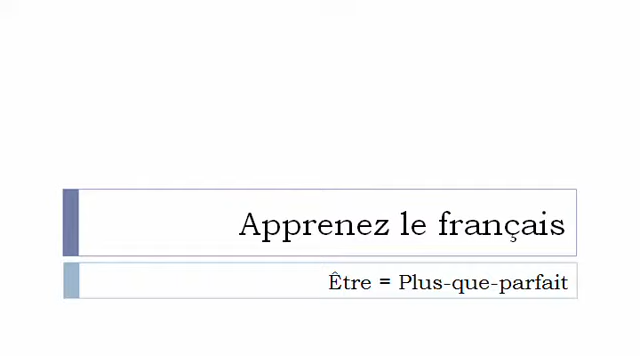 Apprenez le français
Être = Plus-que-parfait